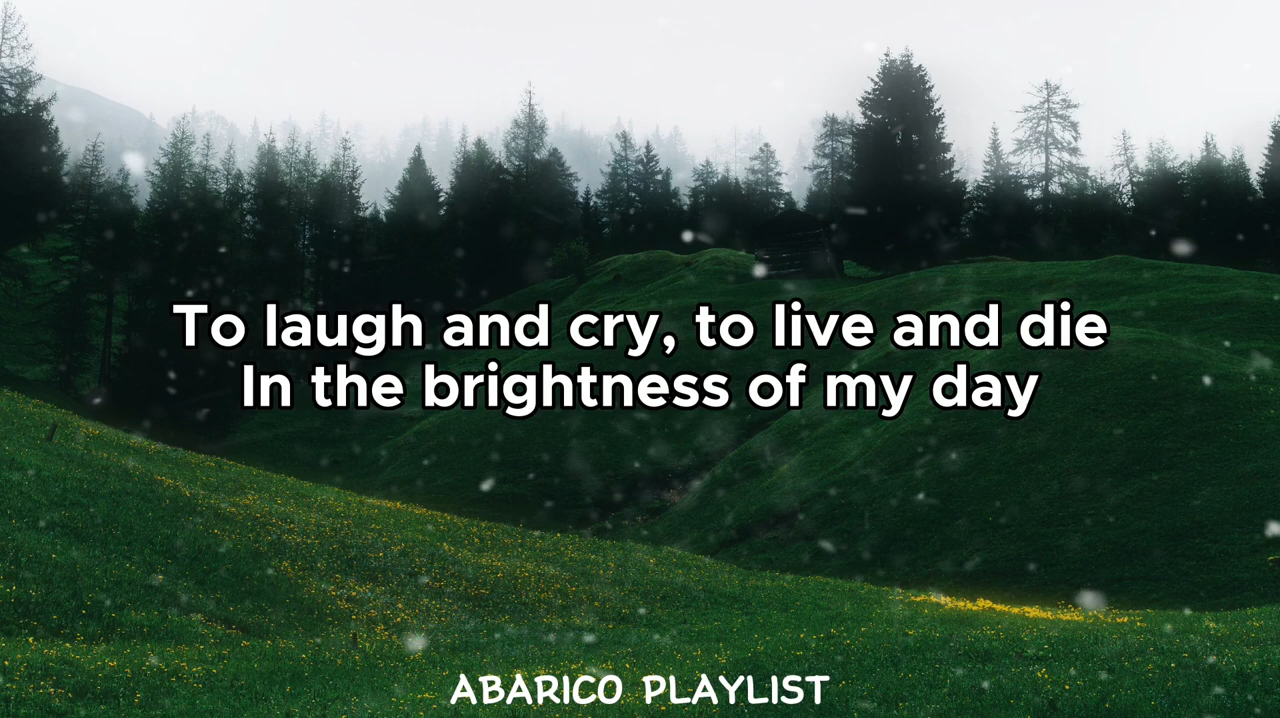 To laugh and cry, to live and die
In the brightness of my day
ABARICO PLAYLIST